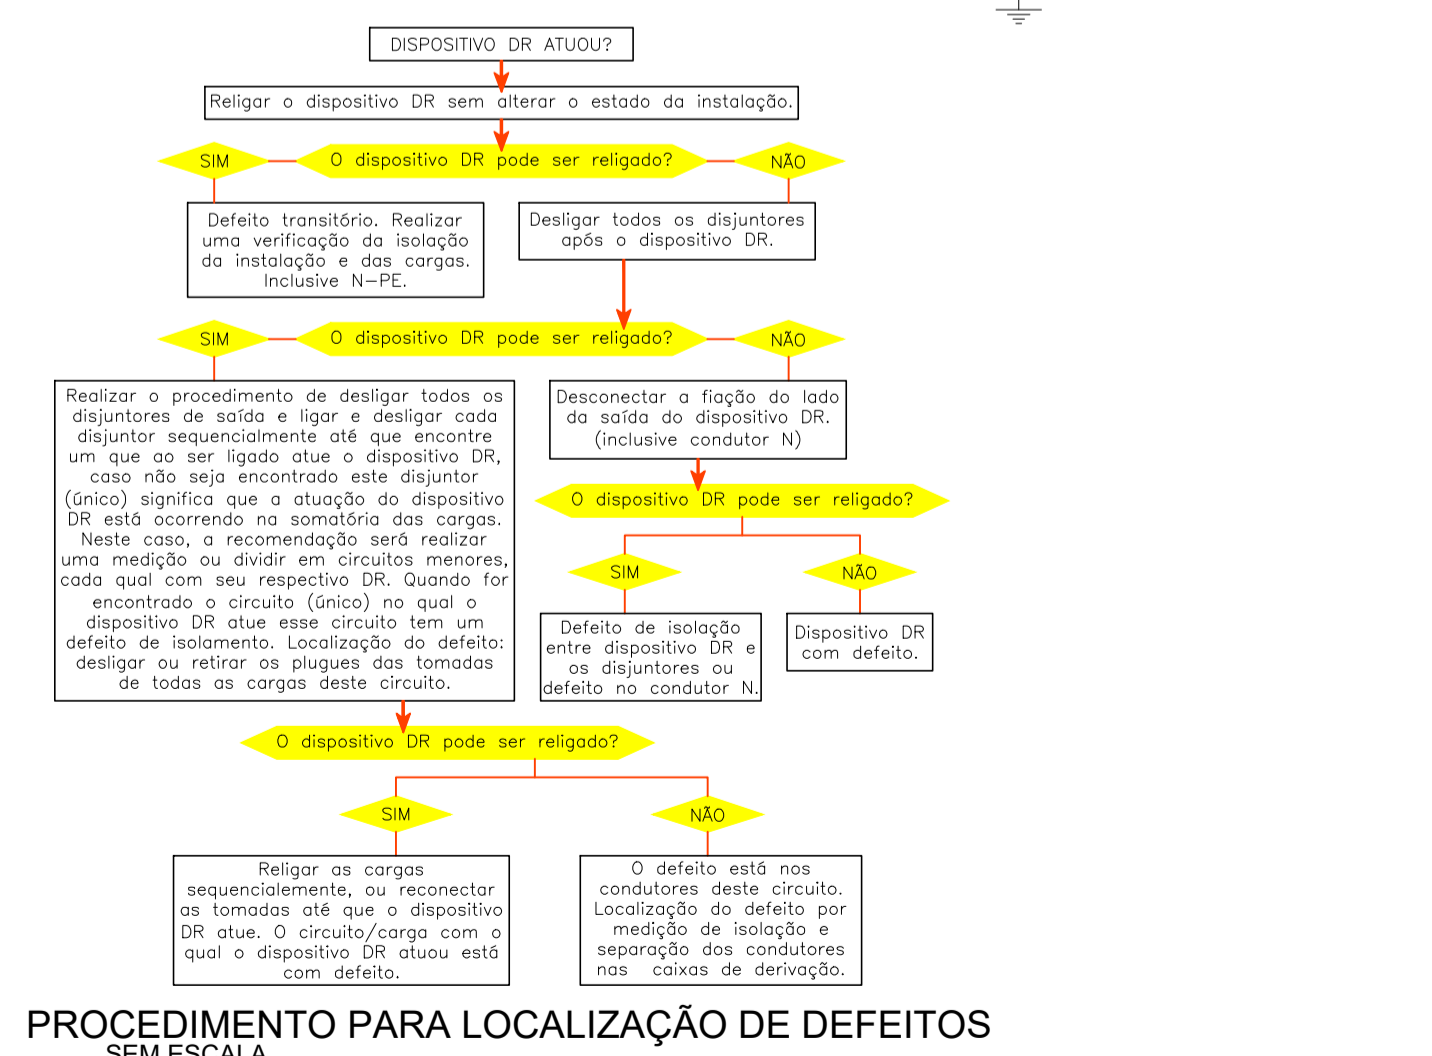 DISPOSITIVO DR ATUOU?
Religar o dispositivo DR sem alterar o estado da instalação.
SIM
O dispositivo DR pode ser religado?
NÃO
Defeito transitório. Realizar
uma verificação da isolação
da instalação e das cargas.
Inclusive N-PE.
Desligar todos os disjuntores
após o dispositivo DR.
SIM
O dispositivo DR pode ser religado?
NÃO
Realizar o procedimento de desligar todos os
disjuntores de saída e ligar e desligar cada
disjuntor sequencialmente até que encontre
um que ao ser ligado atue o dispositivo DR,
caso não seja encontrado este disjuntor
(único) significa que a atuação do dispositivo
DR está ocorrendo na somatória das cargas.
Neste caso, a recomendação será realizar
uma medição ou dividir em circuitos menores,
cada qual com seu respectivo DR. Quando for
encontrado o circuito (único) no qual o
dispositivo DR atue esse circuito tem um
defeito de isolamento. Localização do defeito:
desligar ou retirar os plugues das tomadas
de todas as cargas deste circuito.
Desconectar a fiação do lado
da saída do dispositivo DR.
(inclusive condutor N)
O dispositivo DR pode ser religado?
SIM
NÃO
Defeito de isolação
entre dispositivo DR e
os disjuntores ou
defeito no condutor N.
Dispositivo DR
com defeito.
O dispositivo DR pode ser religado?
SIM
NÃO
Religar as cargas
sequencialemente, ou reconectar
as tomadas até que o dispositivo
DR atue. O circuito/carga com o
qual o dispositivo DR atuou está
com defeito.
O defeito está nos
condutores deste circuito.
Localização do defeito por
medição de isolação e
separação dos condutores
nas caixas de derivação.
PROCEDIMENTO PARA LOCALIZAÇÃO DE DEFEITOS
SEM ESCALA